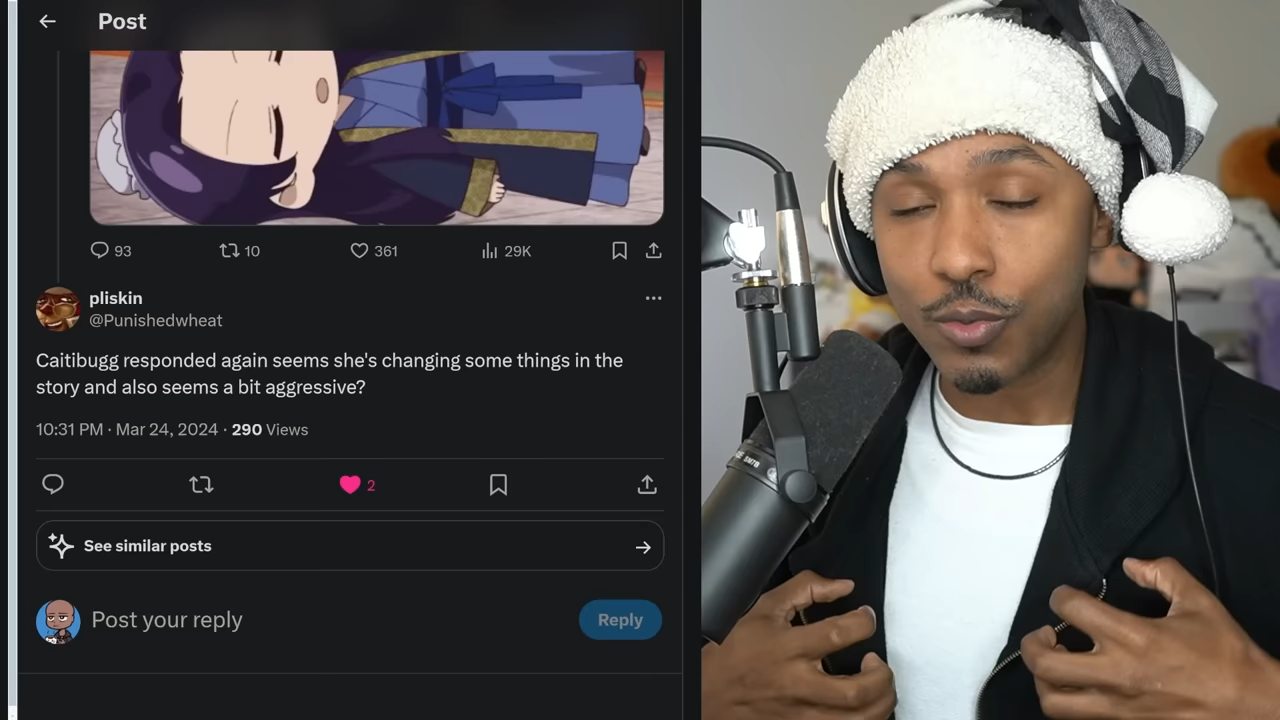 Post
93
10
361
29K
pliskin
@Punishedwheat
Caitibugg responded again seems she's changing some things in the
story and also seems a bit aggressive?
10:31 PM · Mar 24, 2024 · 290 Views
2
See similar posts
Post your reply
Reply
SM7B